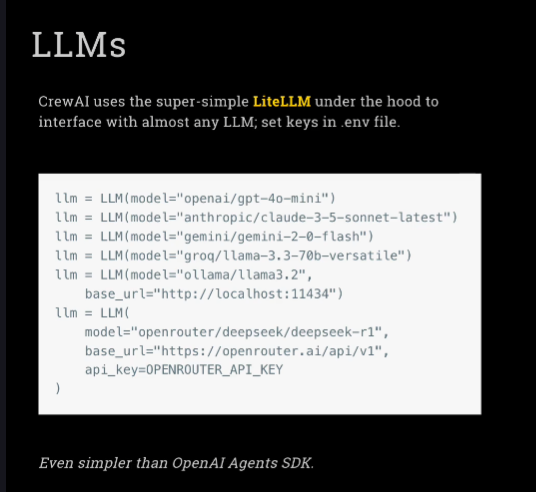 LLMs
CrewAI uses the super-simple LiteLLM under the hood to
interface with almost any LLM; set keys in .env file.
llm = LLM(model="openai/gpt-4o-mini")
llm = LLM(model="anthropic/claude-3-5-sonnet-latest")
llm = LLM(model="gemini/gemini-2-0-flash")
llm = LLM(model="groq/llama-3.3-70b-versatile")
llm = LLM(model="ollama/llama3.2",
    base_url="http://localhost:11434")
llm = LLM(
    model="openrouter/deepseek/deepseek-r1",
    base_url="https://openrouter.ai/api/v1",
    api_key=OPENROUTER_API_KEY
)
Even simpler than OpenAI Agents SDK.